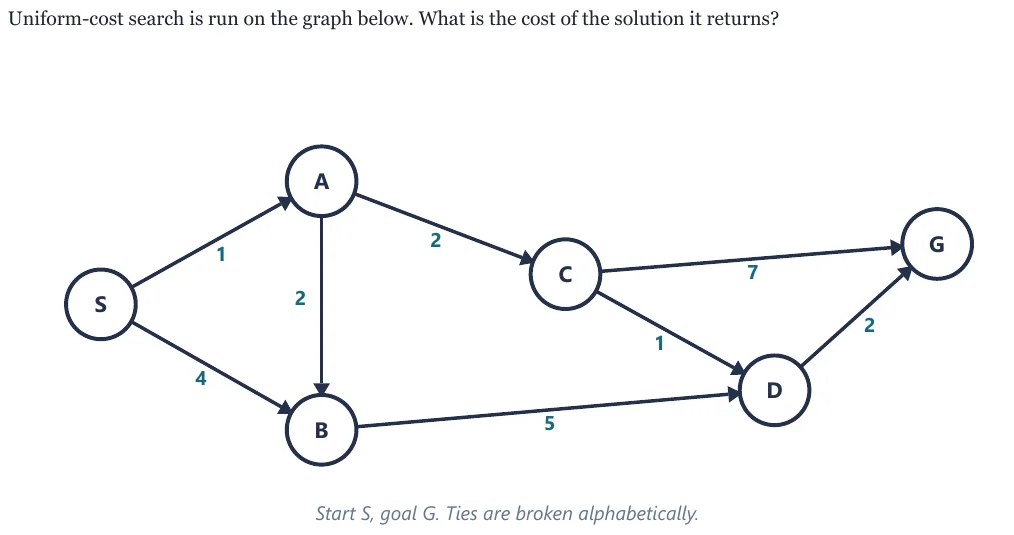 Uniform-cost search is run on the graph below. What is the cost of the solution it returns?
A
1
2
2
S
C
G
7
4
1
2
D
B
5
Start S, goal G. Ties are broken alphabetically.